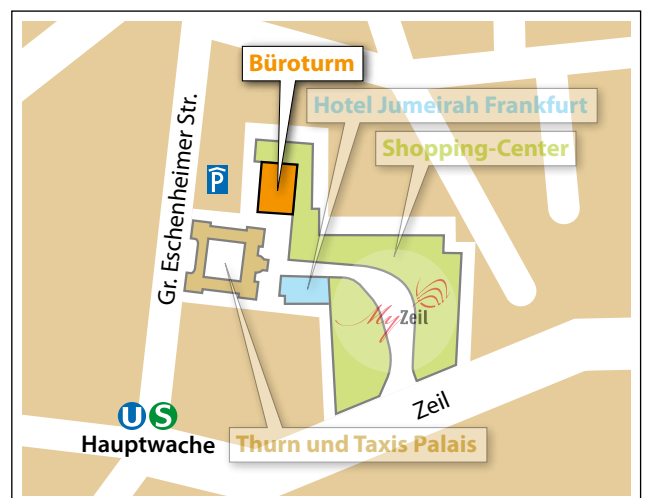 Büroturm
Hotel Jumeirah Frankfurt
Shopping-Center
Gr. Eschenheimer Str.
P
MyZeil
Zeil
U S
Hauptwache
Thurn und Taxis Palais